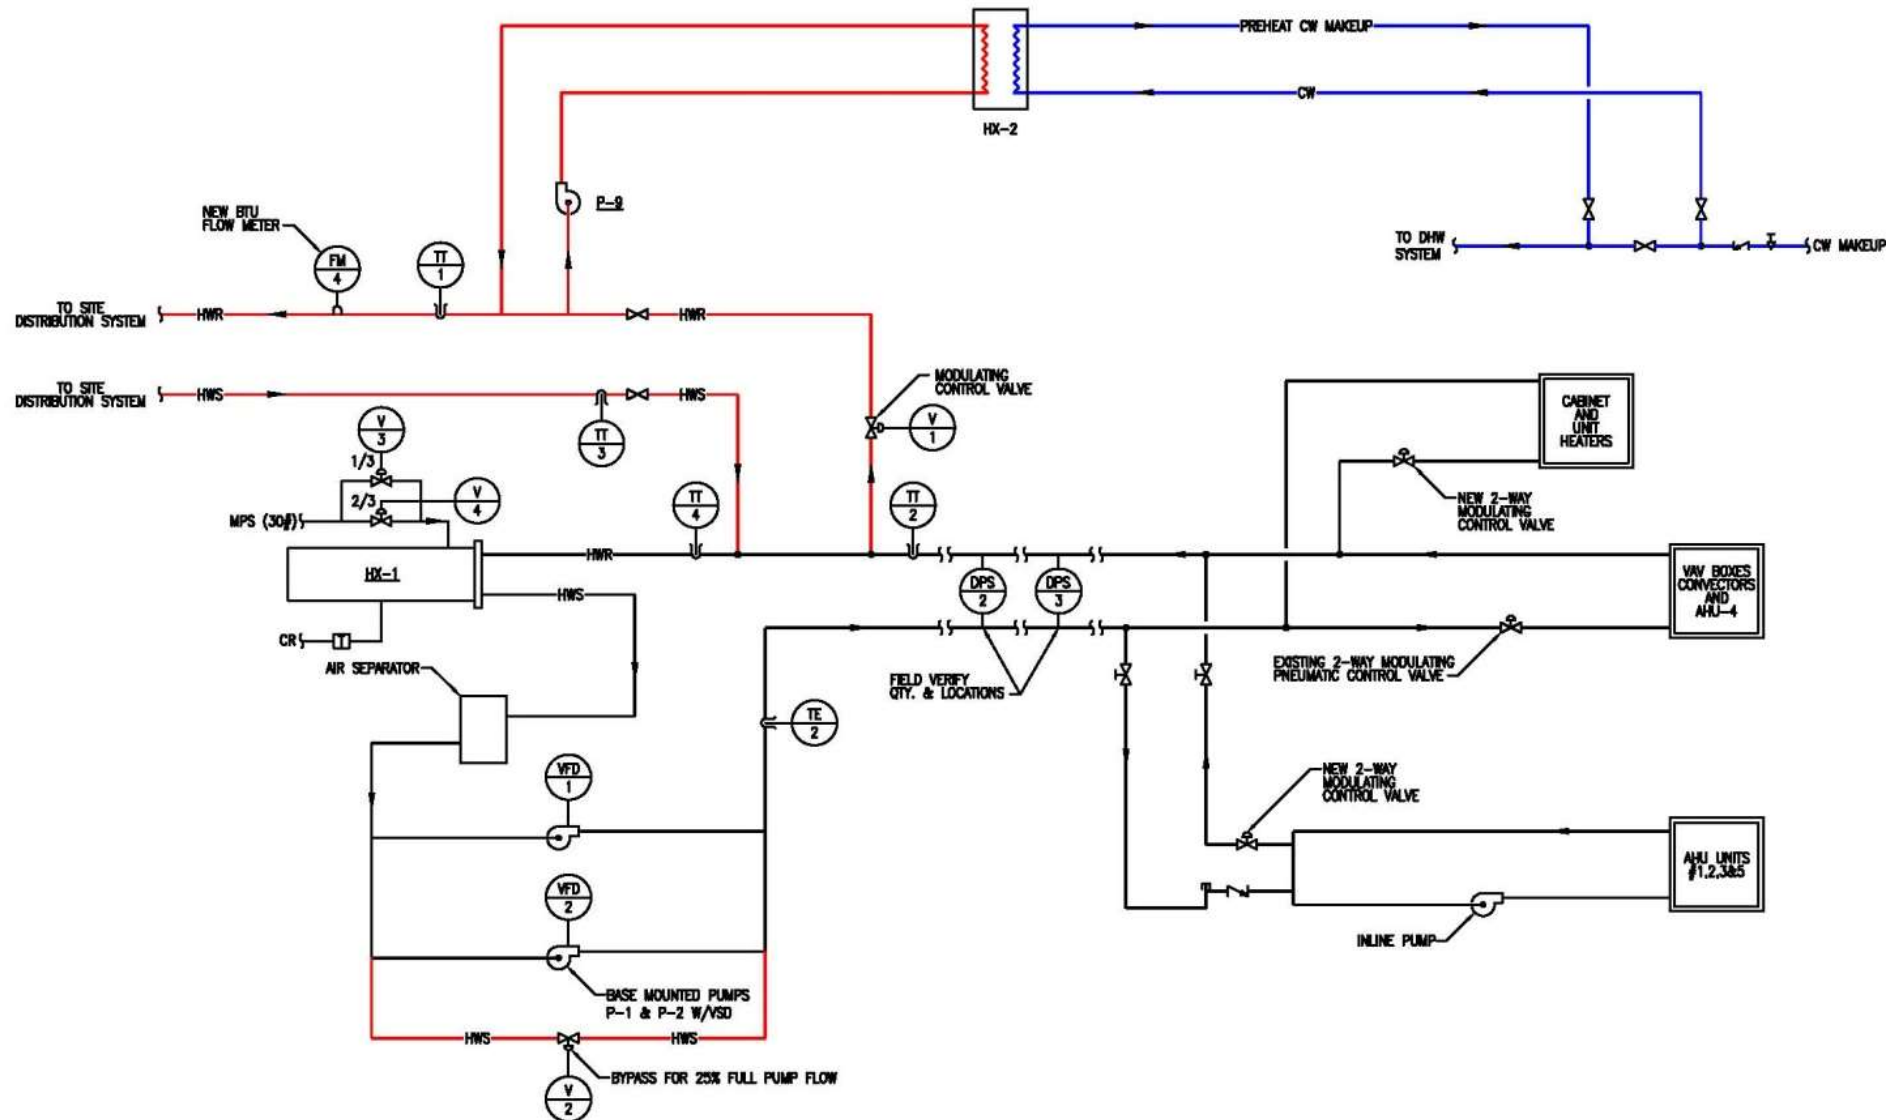 PREHEAT CW MAKEUP
CW
HX-2
P-9
NEW BTU
FLOW METER
FM
4
TT
1
TO DHW
SYSTEM
CW MAKEUP
TO SITE
DISTRIBUTION SYSTEM
HWR
HWR
TO SITE
DISTRIBUTION SYSTEM
HWS
HWS
MODULATING
CONTROL VALVE
V
1
V
3
TT
3
1/3
2/3
V
4
MPS (30#)
TT
4
TT
2
CABINET
AND
UNIT
HEATERS
NEW 2-WAY
MODULATING
CONTROL VALVE
HX-1
HWR
HWS
DPS
2
DPS
3
VAV BOXES
CONVECTORS
AND
AHU-4
CR
T
AIR SEPARATOR
FIELD VERIFY
QTY. & LOCATIONS
EXISTING 2-WAY MODULATING
PNEUMATIC CONTROL VALVE
TE
2
VFD
1
NEW 2-WAY
MODULATING
CONTROL VALVE
VFD
2
AHU UNITS
#1,2,3&5
INLINE PUMP
BASE MOUNTED PUMPS
P-1 & P-2 W/VSD
HWS
HWS
BYPASS FOR 25% FULL PUMP FLOW
V
2